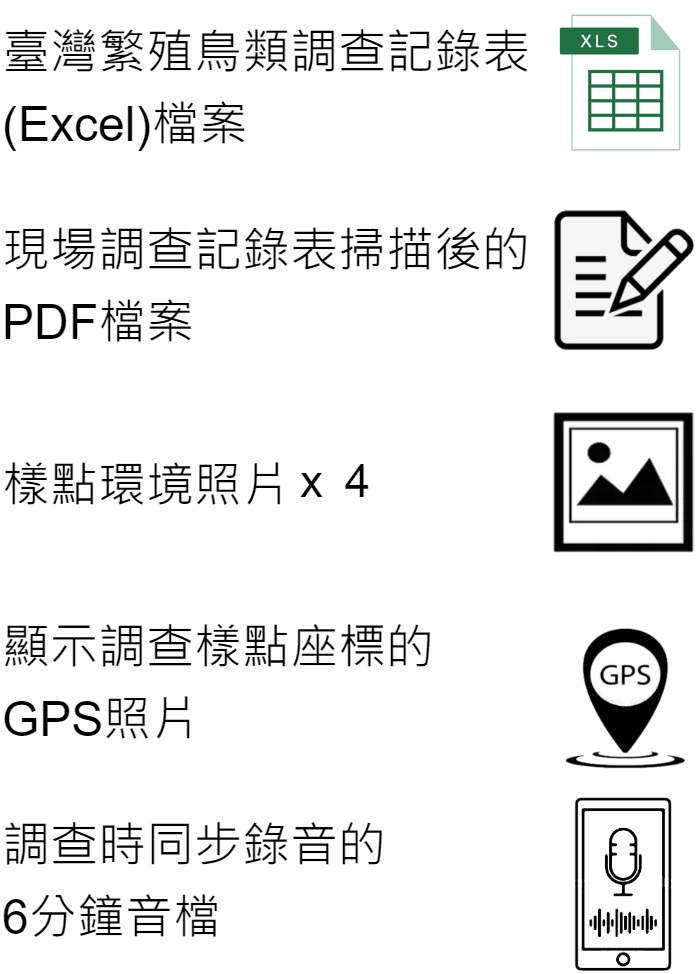 臺灣繁殖鳥類調查記錄表
(Excel)檔案
XLS
現場調查記錄表掃描後的
PDF檔案
樣點環境照片 x 4
顯示調查樣點座標的
GPS照片
GPS
調查時同步錄音的
6分鐘音檔